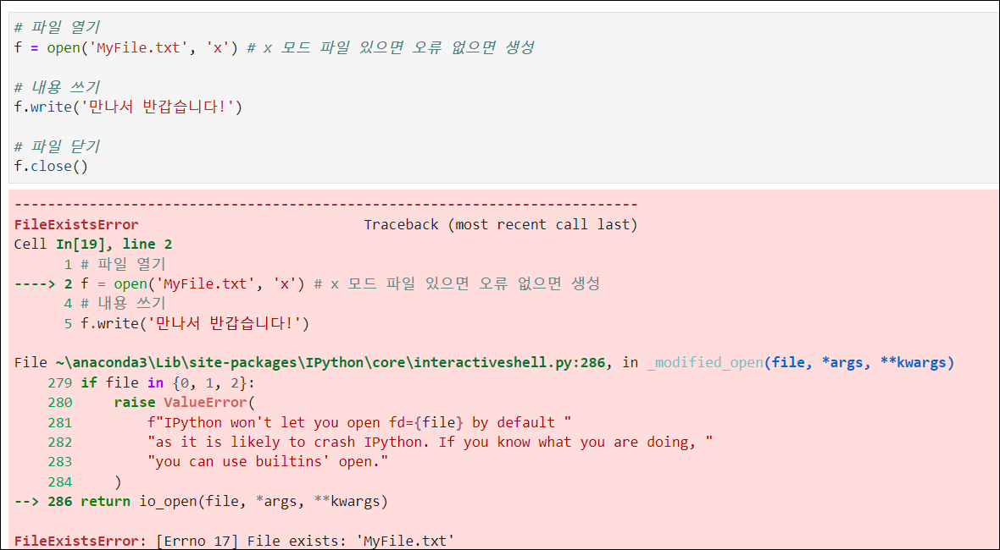 # 파일 열기
f = open('MyFile.txt', 'x') # x 모드 파일 있으면 오류 없으면 생성
# 내용 쓰기
f.write('만나서 반갑습니다!')
# 파일 닫기
f.close()
---------------------------------------------------------------------------
FileExistsError                           Traceback (most recent call last)
Cell In[19], line 2
      1 # 파일 열기
----> 2 f = open('MyFile.txt', 'x') # x 모드 파일 있으면 오류 없으면 생성
      4 # 내용 쓰기
      5 f.write('만나서 반갑습니다!')
File ~\anaconda3\Lib\site-packages\IPython\core\interactiveshell.py:286, in _modified_open(file, *args, **kwargs)
    279 if file in {0, 1, 2}:
    280     raise ValueError(
    281         f"IPython won't let you open fd={file} by default "
    282         "as it is likely to crash IPython. If you know what you are doing, "
    283         "you can use builtins' open."
    284     )
--> 286 return io_open(file, *args, **kwargs)
FileExistsError: [Errno 17] File exists: 'MyFile.txt'